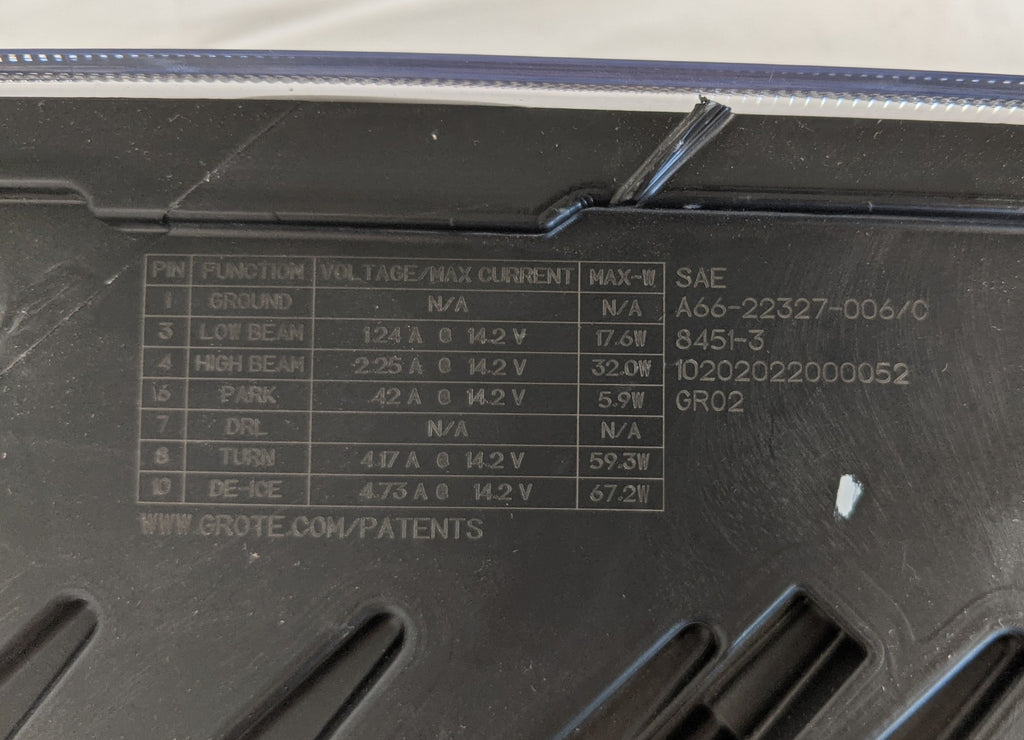 PIN FUNCTION VOLTAGE/MAX CURRENT MAX-W
1 GROUND N/A N/A
3 LOW BEAM 1.24 A @ 14.2 V 17.6W
4 HIGH BEAM 2.25 A @ 14.2 V 32.0W
PARK .42 A @ 14.2 V 5.9W
7 DRL N/A N/A
8 TURN 4.17 A @ 14.2 V 59.3W
10 DE-ICE 4.73 A @ 14.2 V 67.2W
WWW.GROTE.COM/PATENTS
SAE
A66-22327-006/C
8451-3
10202022000052
GR02